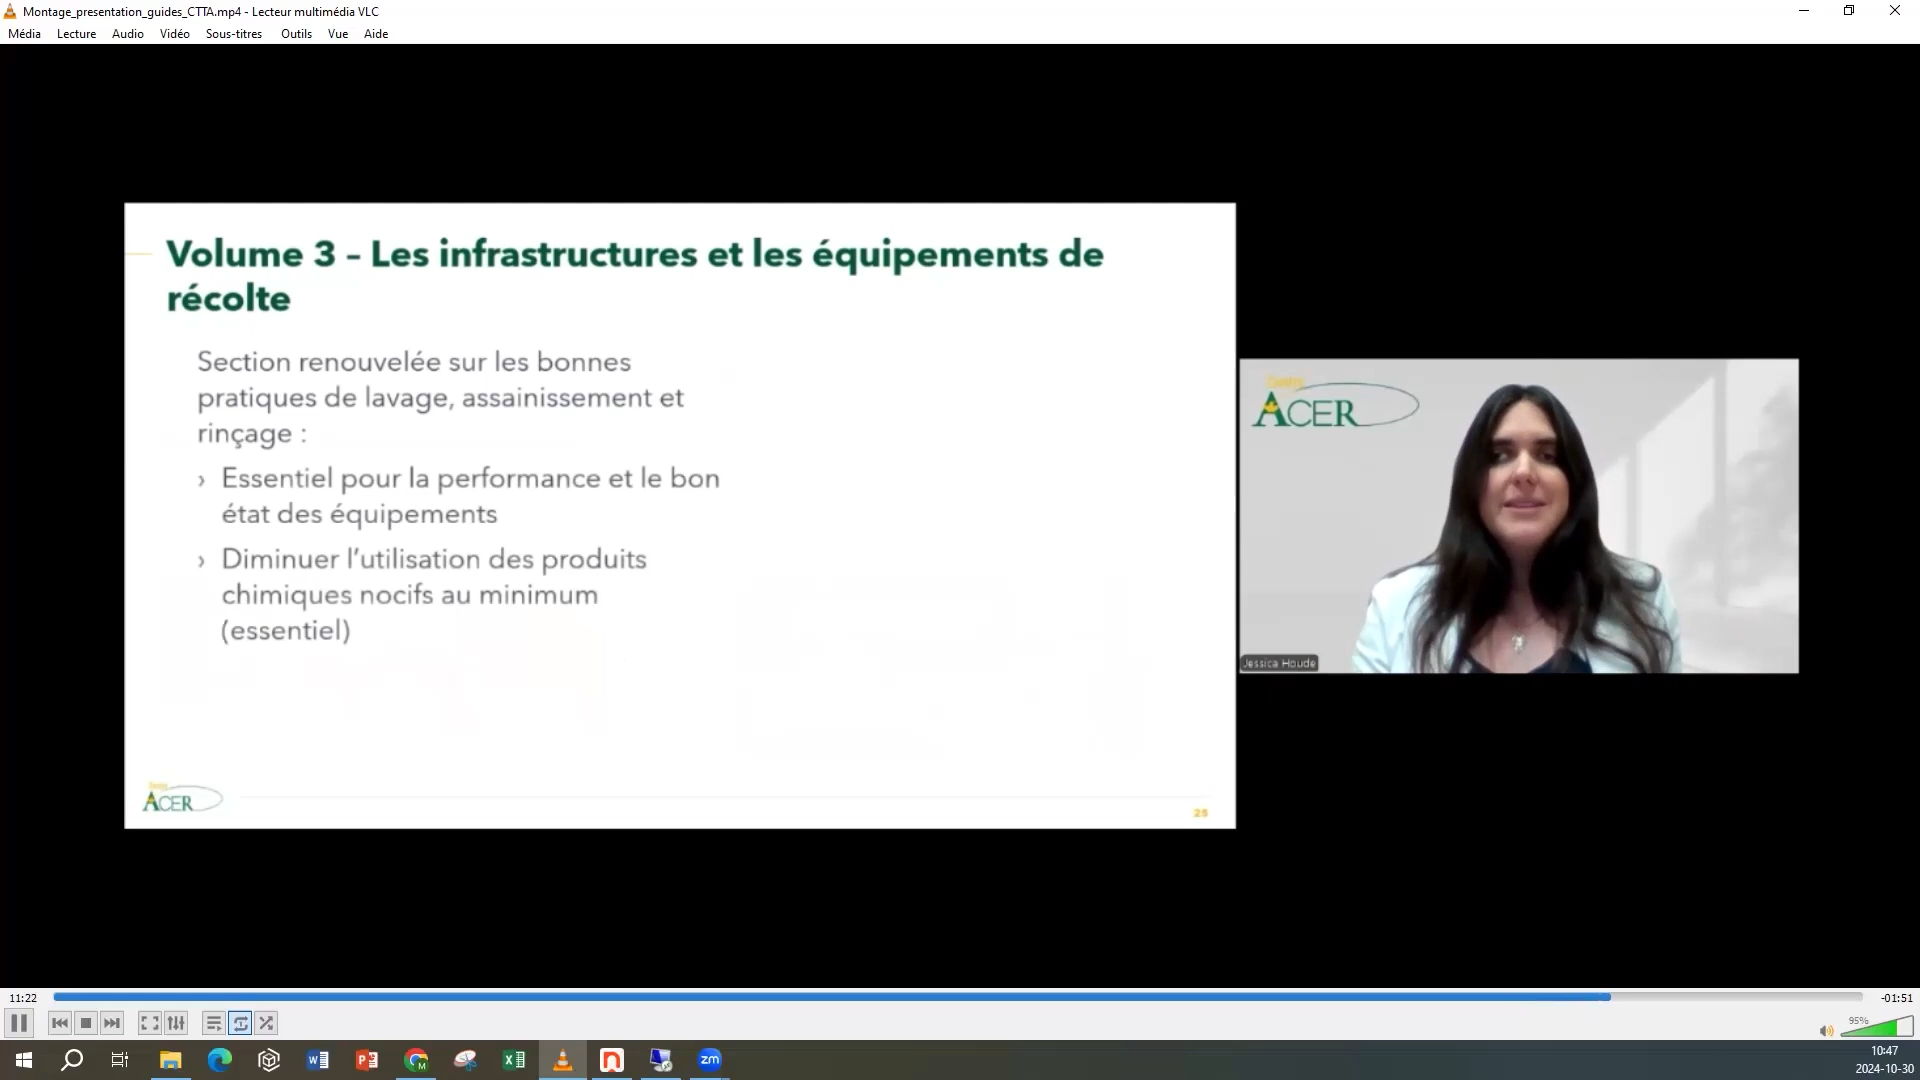 Montage_presentation_guides_CTTA.mp4 - Lecteur multimédia VLC
Média Lecture Audio Vidéo Sous-titres Outils Vue Aide
Volume 3 – Les infrastructures et les équipements de
récolte
Section renouvelée sur les bonnes
pratiques de lavage, assainissement et
rinçage :
› Essentiel pour la performance et le bon
état des équipements
› Diminuer l’utilisation des produits
chimiques nocifs au minimum
(essentiel)
ACER
25
Centre
ACER
Jessica Houde
11:22
-01:51
95%
zm
10:47
2024-10-30